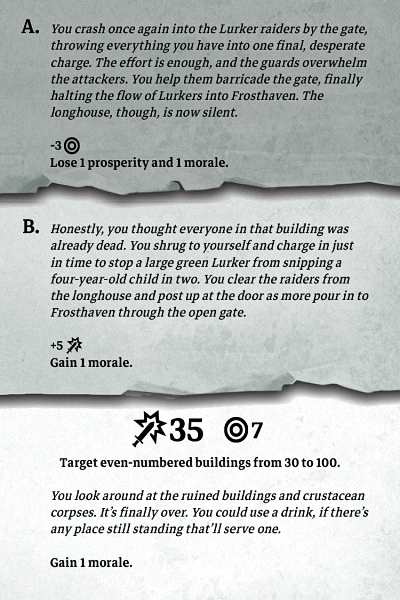 A. You crash once again into the Lurker raiders by the gate,
throwing everything you have into one final, desperate
charge. The effort is enough, and the guards overwhelm
the attackers. You help them barricade the gate, finally
halting the flow of Lurkers into Frosthaven. The
longhouse, though, is now silent.
-3
Lose 1 prosperity and 1 morale.
B. Honestly, you thought everyone in that building was
already dead. You shrug to yourself and charge in just
in time to stop a large green Lurker from snipping a
four-year-old child in two. You clear the raiders from
the longhouse and post up at the door as more pour in to
Frosthaven through the open gate.
+5
Gain 1 morale.
35 7
Target even-numbered buildings from 30 to 100.
You look around at the ruined buildings and crustacean
corpses. It's finally over. You could use a drink, if there's
any place still standing that'll serve one.
Gain 1 morale.